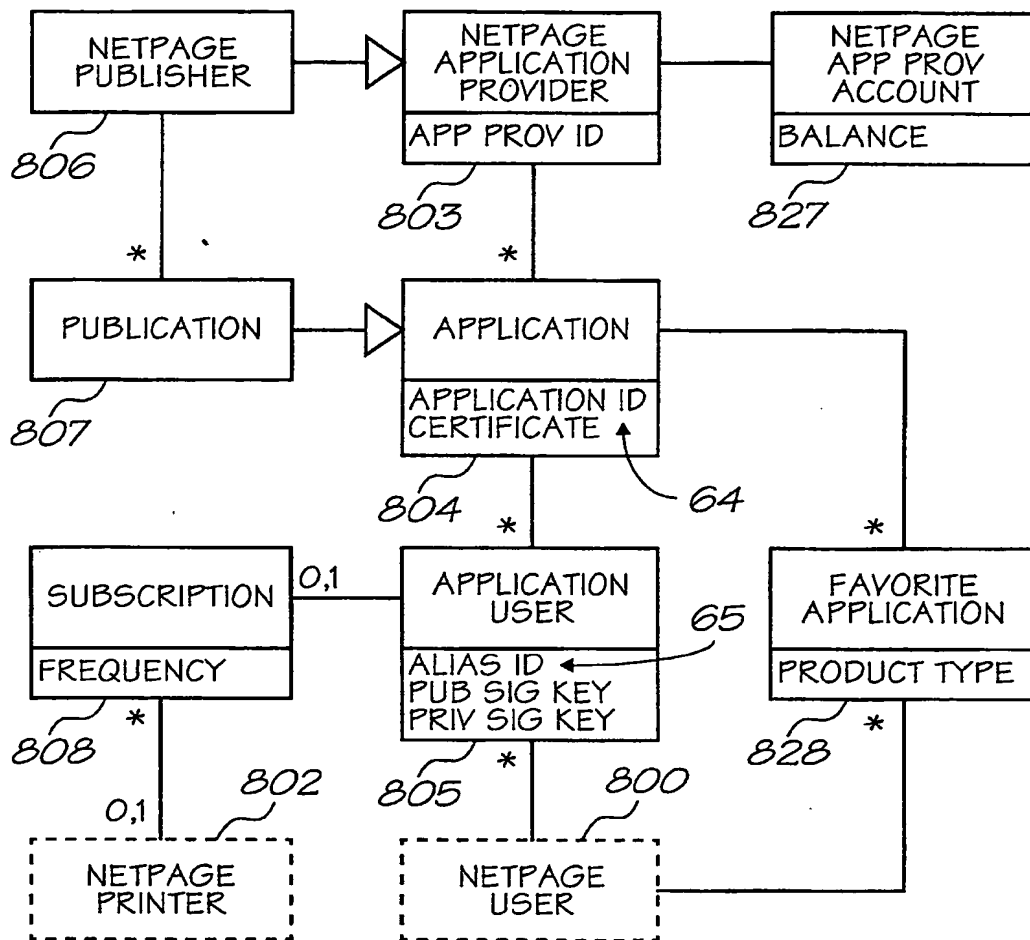 NETPAGE
PUBLISHER
806
NETPAGE
APPLICATION
PROVIDER
APP PROV ID
803
NETPAGE
APP PROV
ACCOUNT
BALANCE
827
*
*
PUBLICATION
807
APPLICATION
APPLICATION ID
CERTIFICATE
804
64
*
*
SUBSCRIPTION
FREQUENCY
808
0,1
APPLICATION
USER
ALIAS ID
PUB SIG KEY
PRIV SIG KEY
805
65
FAVORITE
APPLICATION
PRODUCT TYPE
828
*
*
*
0,1
802
800
NETPAGE
PRINTER
NETPAGE
USER